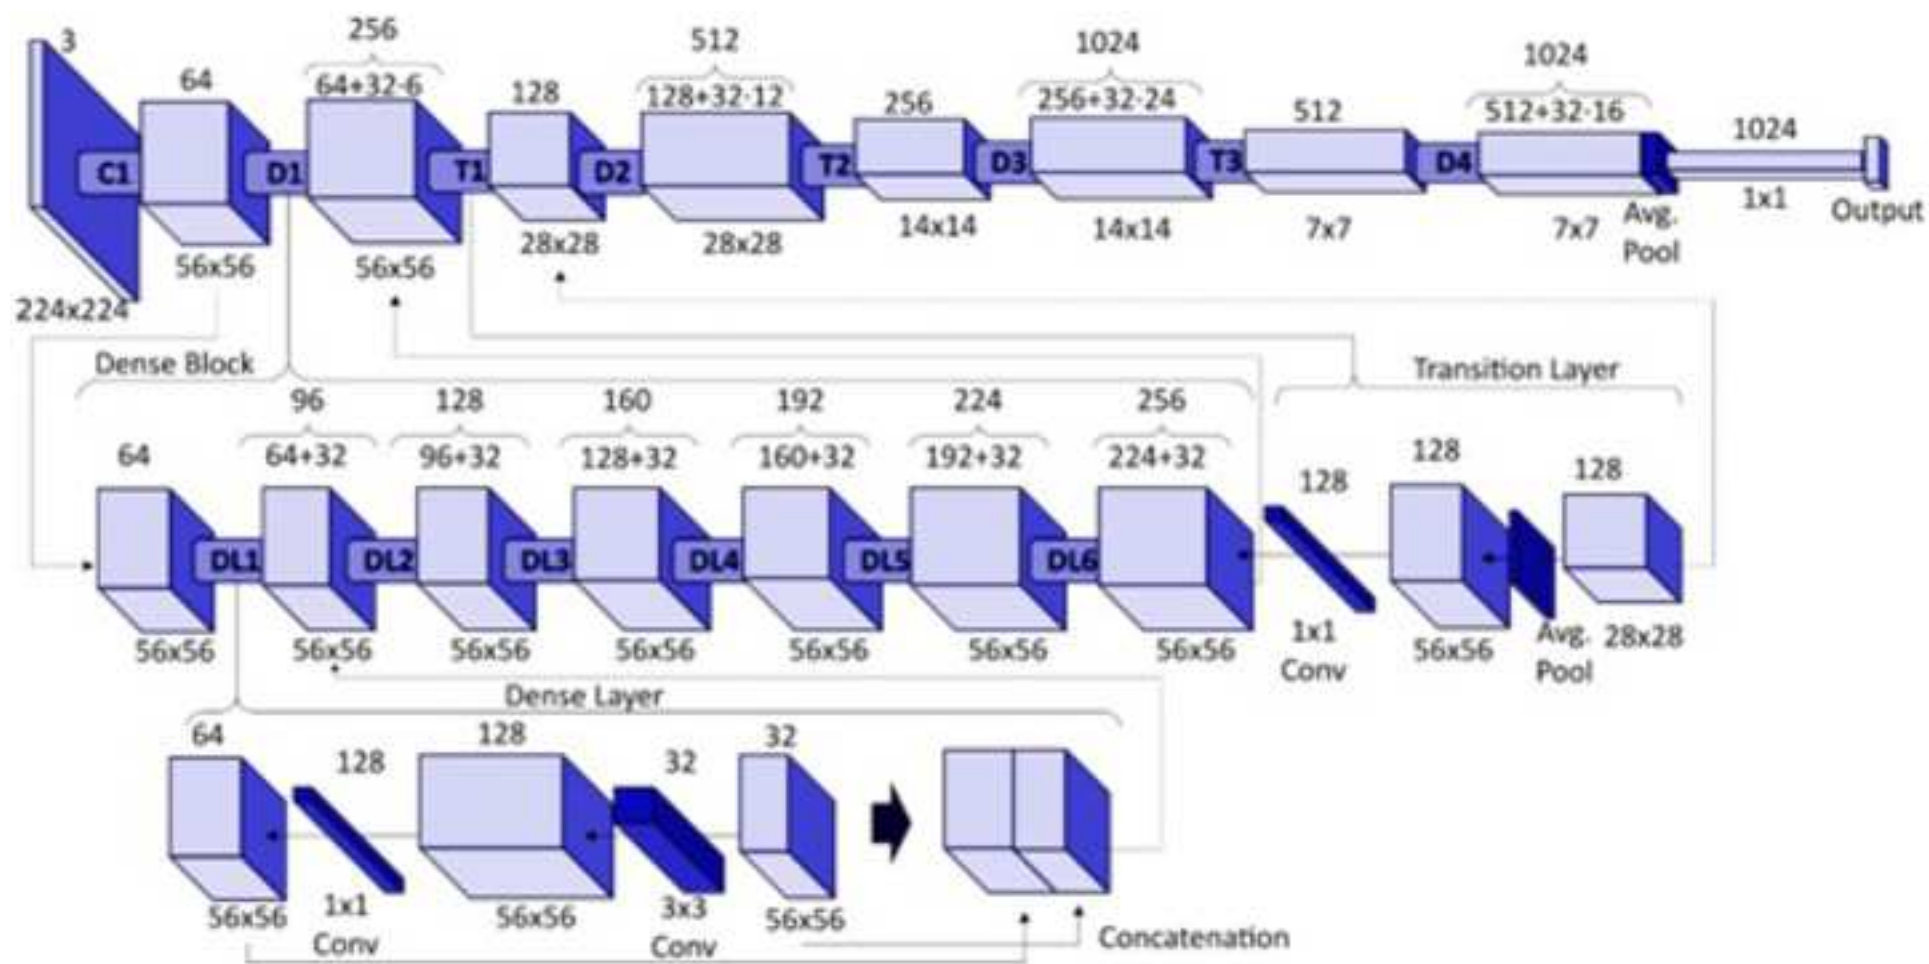 3
64
256
64+32·6
128
512
128+32·12
256
1024
256+32·24
512
1024
512+32·16
1024
C1
D1
T1
D2
T2
D3
T3
D4
224x224
56x56
56x56
28x28
28x28
14x14
14x14
7x7
7x7
Avg.
Pool
1x1
Output
Dense Block
Transition Layer
96
128
160
192
224
256
64
64+32
96+32
128+32
160+32
192+32
224+32
128
128
128
DL1
DL2
DL3
DL4
DL5
DL6
56x56
56x56
56x56
56x56
56x56
56x56
56x56
1x1
Conv
56x56
Avg.
Pool
28x28
Dense Layer
64
128
128
32
32
56x56
1x1
Conv
56x56
3x3
Conv
56x56
Concatenation